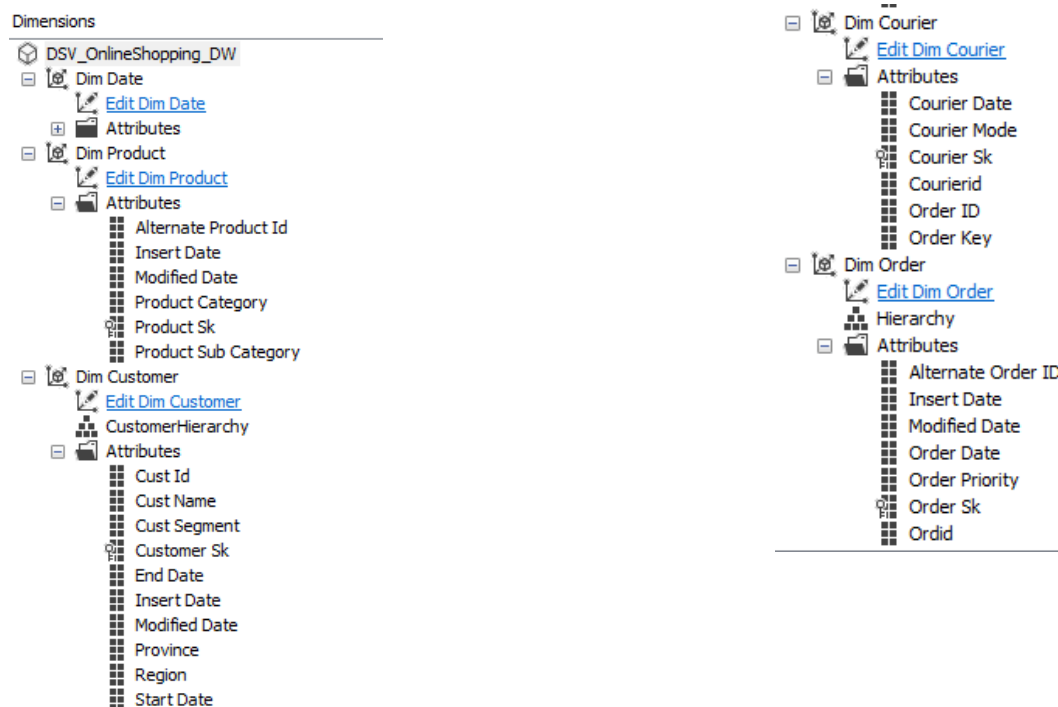 Dimensions
DSV_OnlineShopping_DW
Dim Date
Edit Dim Date
Attributes
Dim Product
Edit Dim Product
Attributes
Alternate Product Id
Insert Date
Modified Date
Product Category
Product Sk
Product Sub Category
Dim Customer
Edit Dim Customer
CustomerHierarchy
Attributes
Cust Id
Cust Name
Cust Segment
Customer Sk
End Date
Insert Date
Modified Date
Province
Region
Start Date
Dim Courier
Edit Dim Courier
Attributes
Courier Date
Courier Mode
Courier Sk
Courierid
Order ID
Order Key
Dim Order
Edit Dim Order
Hierarchy
Attributes
Alternate Order ID
Insert Date
Modified Date
Order Date
Order Priority
Order Sk
Ordid